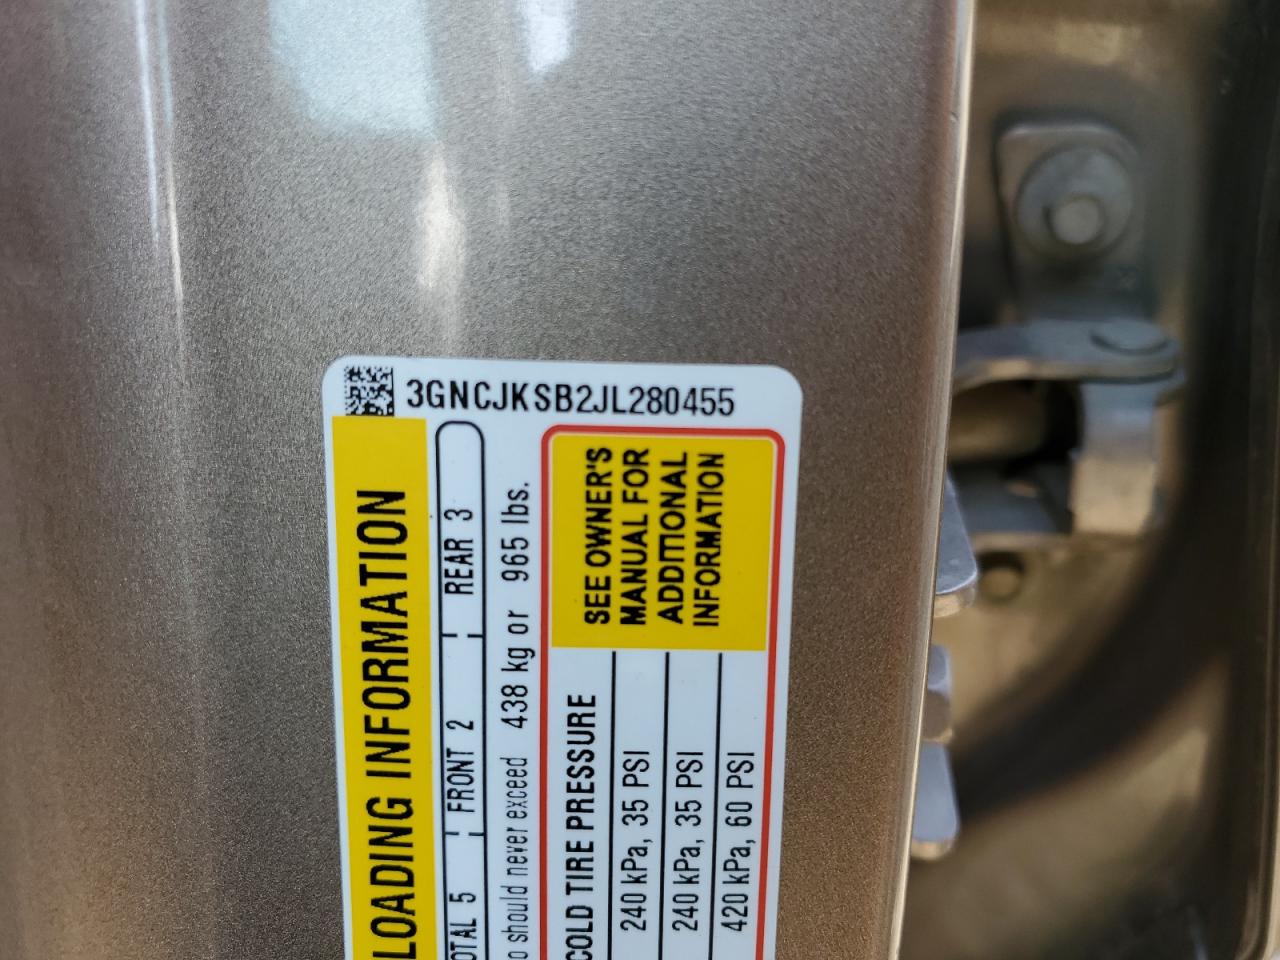 3GNCJKSB2JL280455
LOADING INFORMATION
OTAL 5 FRONT 2 REAR 3
o should never exceed 438 kg or 965 lbs.
COLD TIRE PRESSURE
240 kPa, 35 PSI
240 kPa, 35 PSI
420 kPa, 60 PSI
SEE OWNER'S
MANUAL FOR
ADDITIONAL
INFORMATION